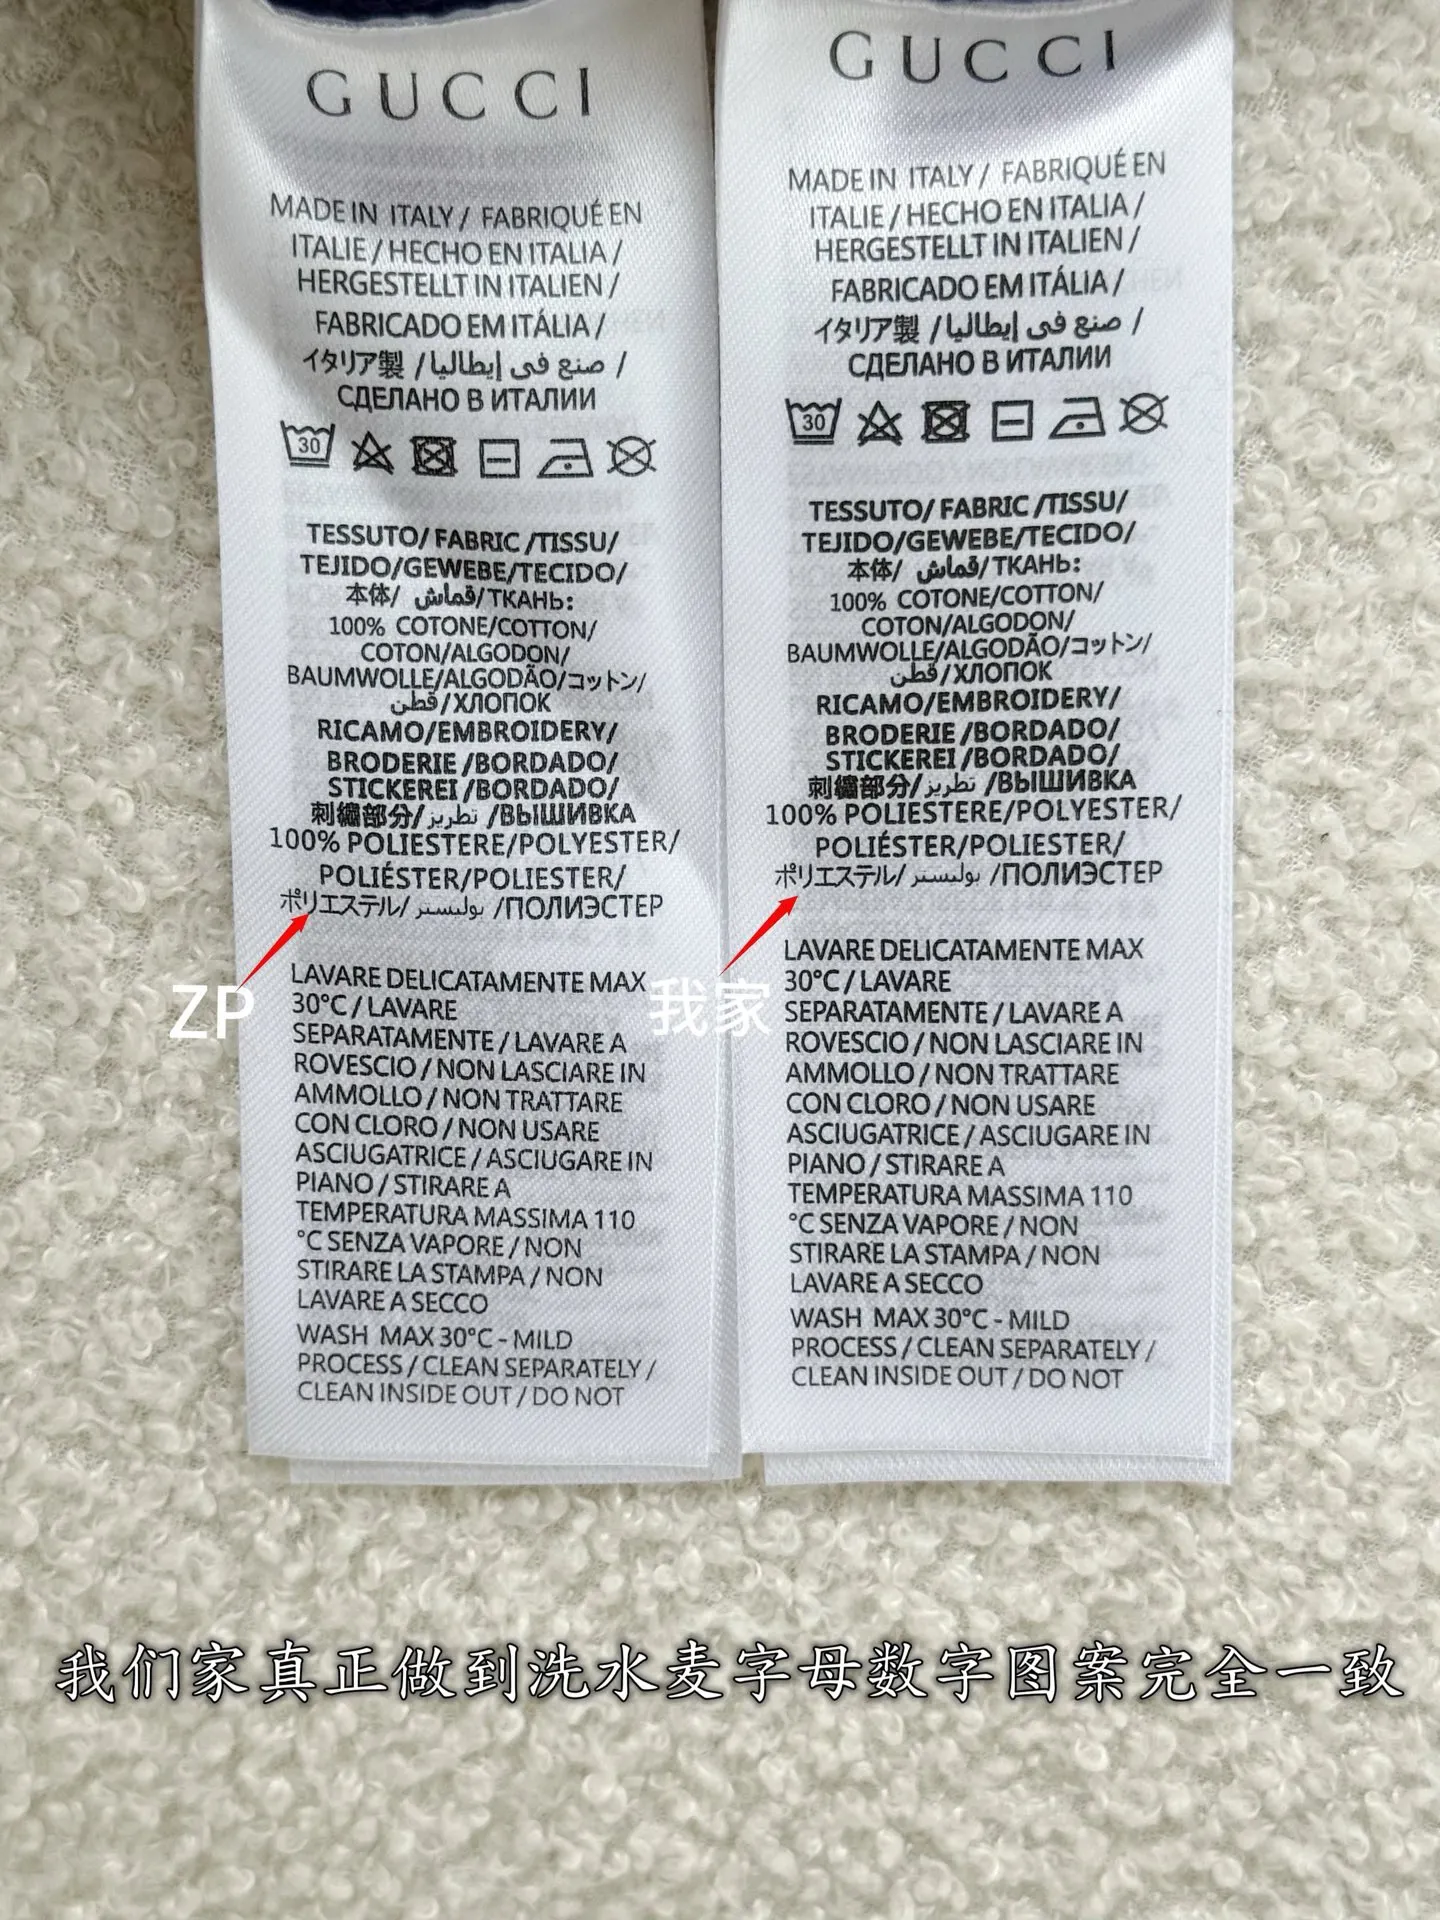 GUCCI
MADE IN ITALY / FABRIQUÉ EN
ITALIE / HECHO EN ITALIA /
HERGESTELLT IN ITALIEN /
FABRICADO EM ITÁLIA /
イタリア製 / صنع في إيطاليا /
СДЕЛАНО В ИТАЛИИ
30
TESSUTO/ FABRIC /TISSU/
TEJIDO/GEWEBE/TECIDO/
本体/ قماش/ТКАНЬ:
100% COTONE/COTTON/
COTON/ALGODON/
BAUMWOLLE/ALGODÃO/コットン/
قطن/ХЛОПОК
RICAMO/EMBROIDERY/
BRODERIE /BORDADO/
STICKEREI /BORDADO/
刺繍部分/ تطريز /ВЫШИВКА
100% POLIESTERE/POLYESTER/
POLIÉSTER/POLIESTER/
ポリエステル/ بوليستر /ПОЛИЭСТЕР
LAVARE DELICATAMENTE MAX
30°C / LAVARE
SEPARATAMENTE / LAVARE A
ROVESCIO / NON LASCIARE IN
AMMOLLO / NON TRATTARE
CON CLORO / NON USARE
ASCIUGATRICE / ASCIUGARE IN
PIANO / STIRARE A
TEMPERATURA MASSIMA 110
°C SENZA VAPORE / NON
STIRARE LA STAMPA / NON
LAVARE A SECCO
WASH MAX 30°C - MILD
PROCESS / CLEAN SEPARATELY /
CLEAN INSIDE OUT / DO NOT
ZP
GUCCI
MADE IN ITALY / FABRIQUÉ EN
ITALIE / HECHO EN ITALIA /
HERGESTELLT IN ITALIEN /
FABRICADO EM ITÁLIA /
イタリア製 / صنع في إيطاليا /
СДЕЛАНО В ИТАЛИИ
30
TESSUTO/ FABRIC /TISSU/
TEJIDO/GEWEBE/TECIDO/
本体/ قماش/ТКАНЬ:
100% COTONE/COTTON/
COTON/ALGODON/
BAUMWOLLE/ALGODÃO/コットン/
قطن/ХЛОПОК
RICAMO/EMBROIDERY/
BRODERIE /BORDADO/
STICKEREI /BORDADO/
刺繍部分/ تطريز /ВЫШИВКА
100% POLIESTERE/POLYESTER/
POLIÉSTER/POLIESTER/
ポリエステル/ بوليستر /ПОЛИЭСТЕР
LAVARE DELICATAMENTE MAX
30°C / LAVARE
SEPARATAMENTE / LAVARE A
ROVESCIO / NON LASCIARE IN
AMMOLLO / NON TRATTARE
CON CLORO / NON USARE
ASCIUGATRICE / ASCIUGARE IN
PIANO / STIRARE A
TEMPERATURA MASSIMA 110
°C SENZA VAPORE / NON
STIRARE LA STAMPA / NON
LAVARE A SECCO
WASH MAX 30°C - MILD
PROCESS / CLEAN SEPARATELY /
CLEAN INSIDE OUT / DO NOT
我家
我们家真正做到洗水麦字母数字图案完全一致